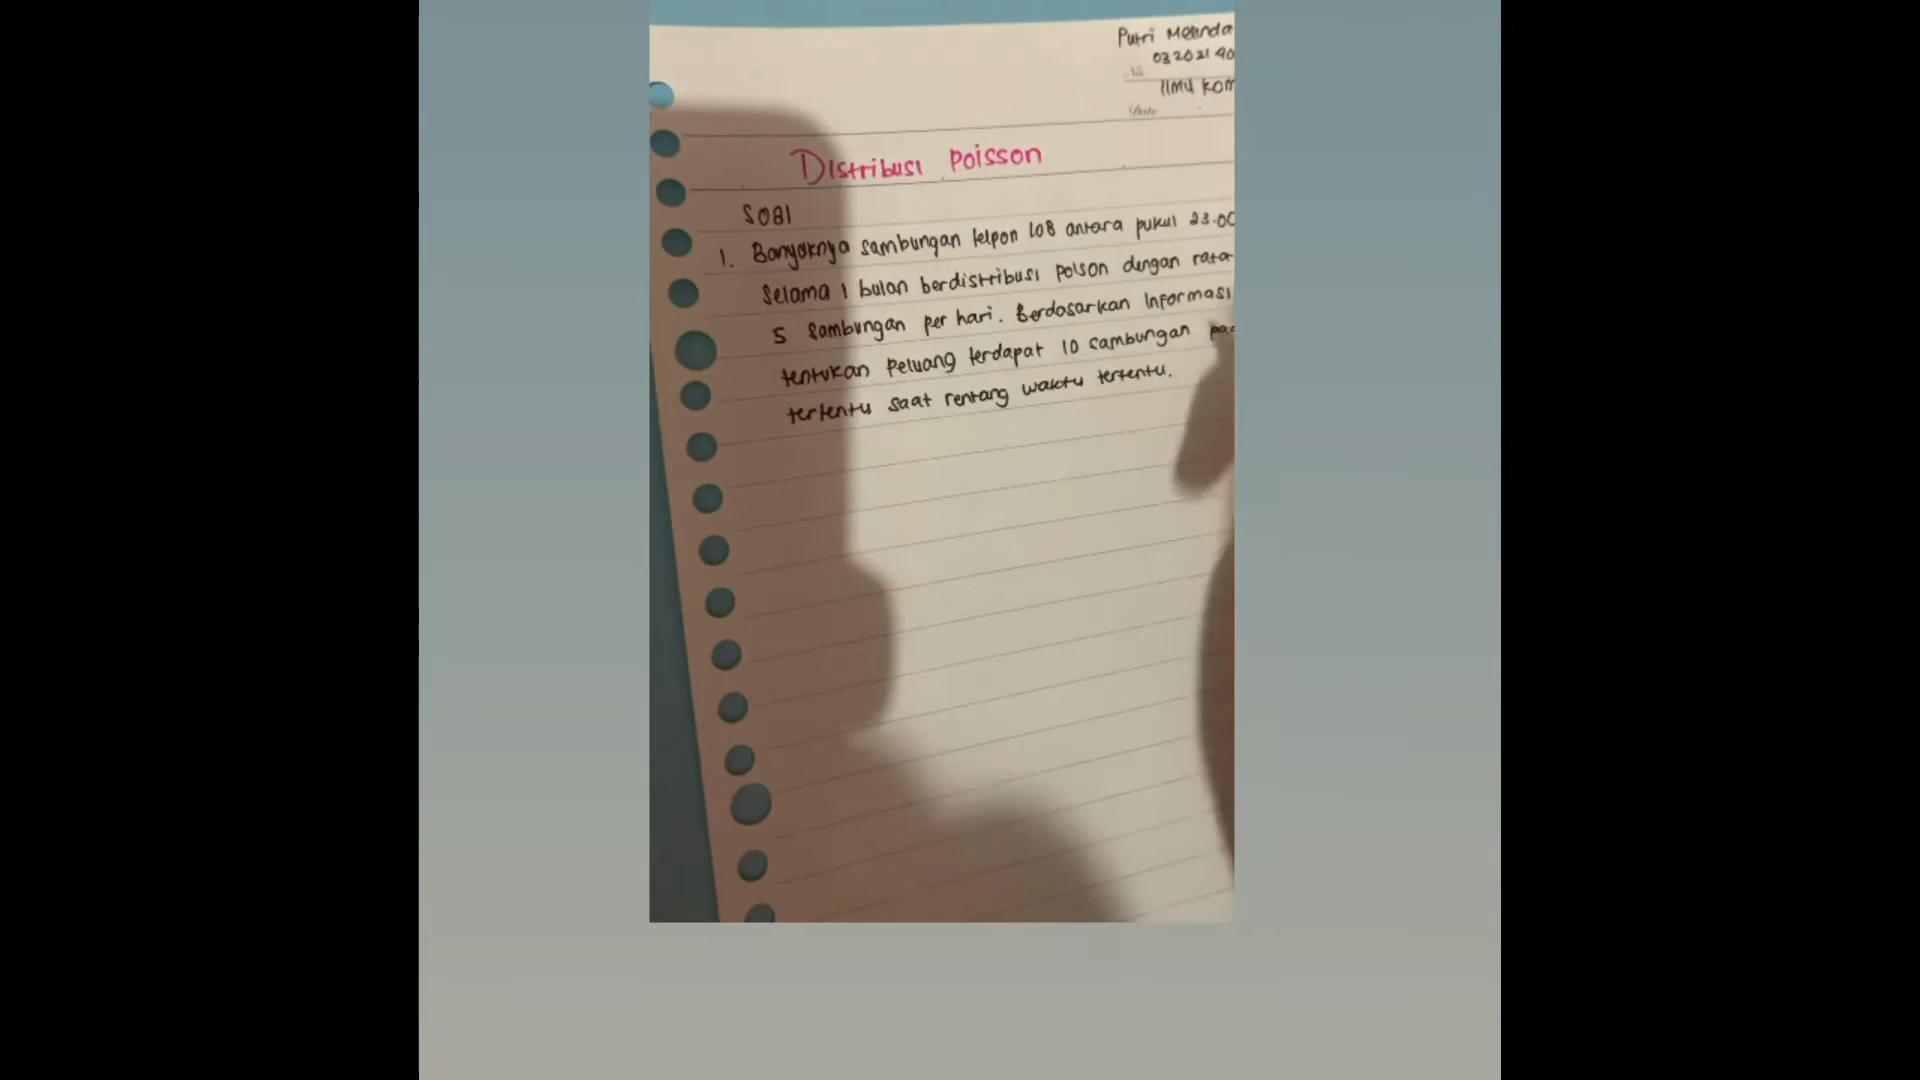 Putri Melinda
03202140
No
Ilmu Kom
Date
Distribusi Poisson
Soal
1. Banyaknya sambungan telpon 108 antara pukul 23.00
Selama 1 bulan berdistribusi poison dengan rata-
5 sambungan per hari. Berdasarkan Informasi
tentukan peluang terdapat 10 sambungan
tertentu saat rentang waktu tertentu.